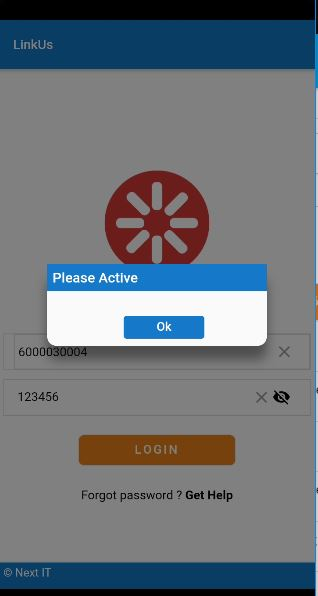 LinkUs
Please Active
Ok
6000030004
123456
LOGIN
Forgot password ? Get Help
© Next IT